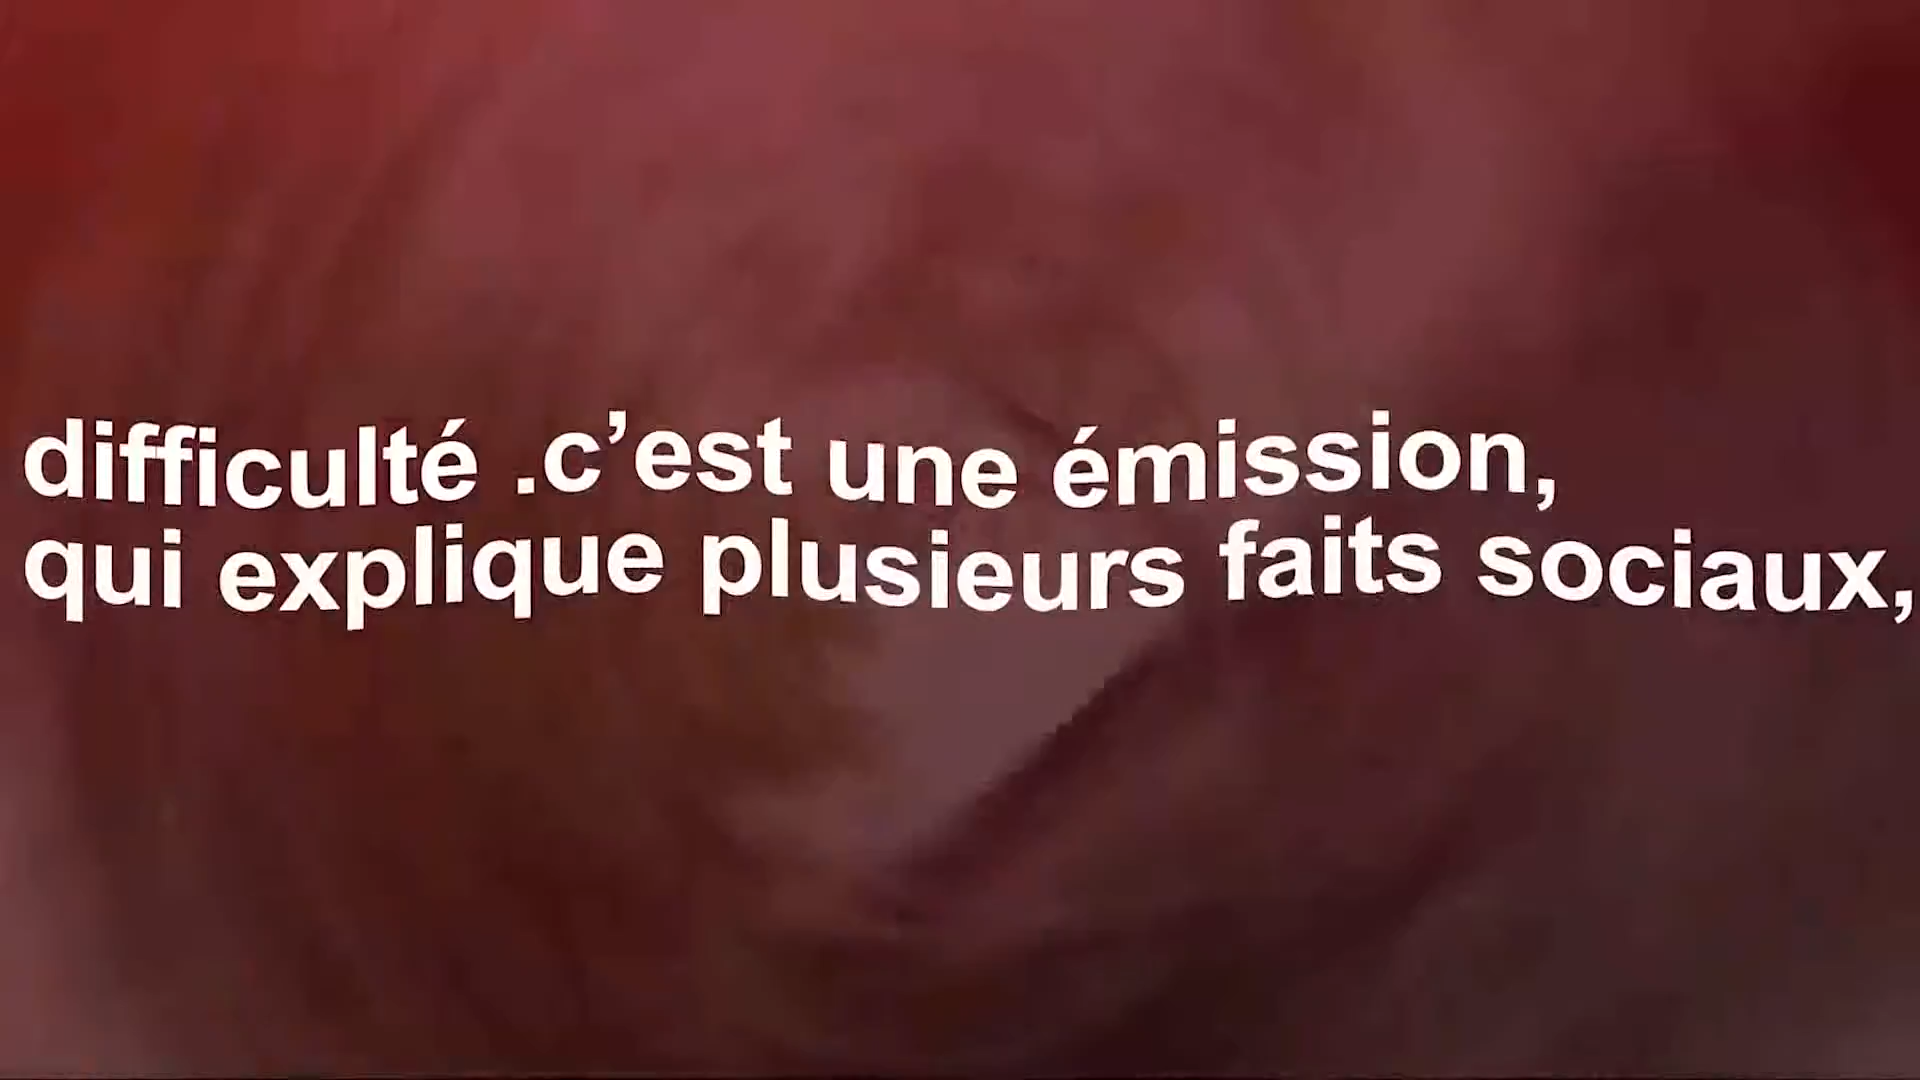 difficulté .c’est une émission,
qui explique plusieurs faits sociaux,